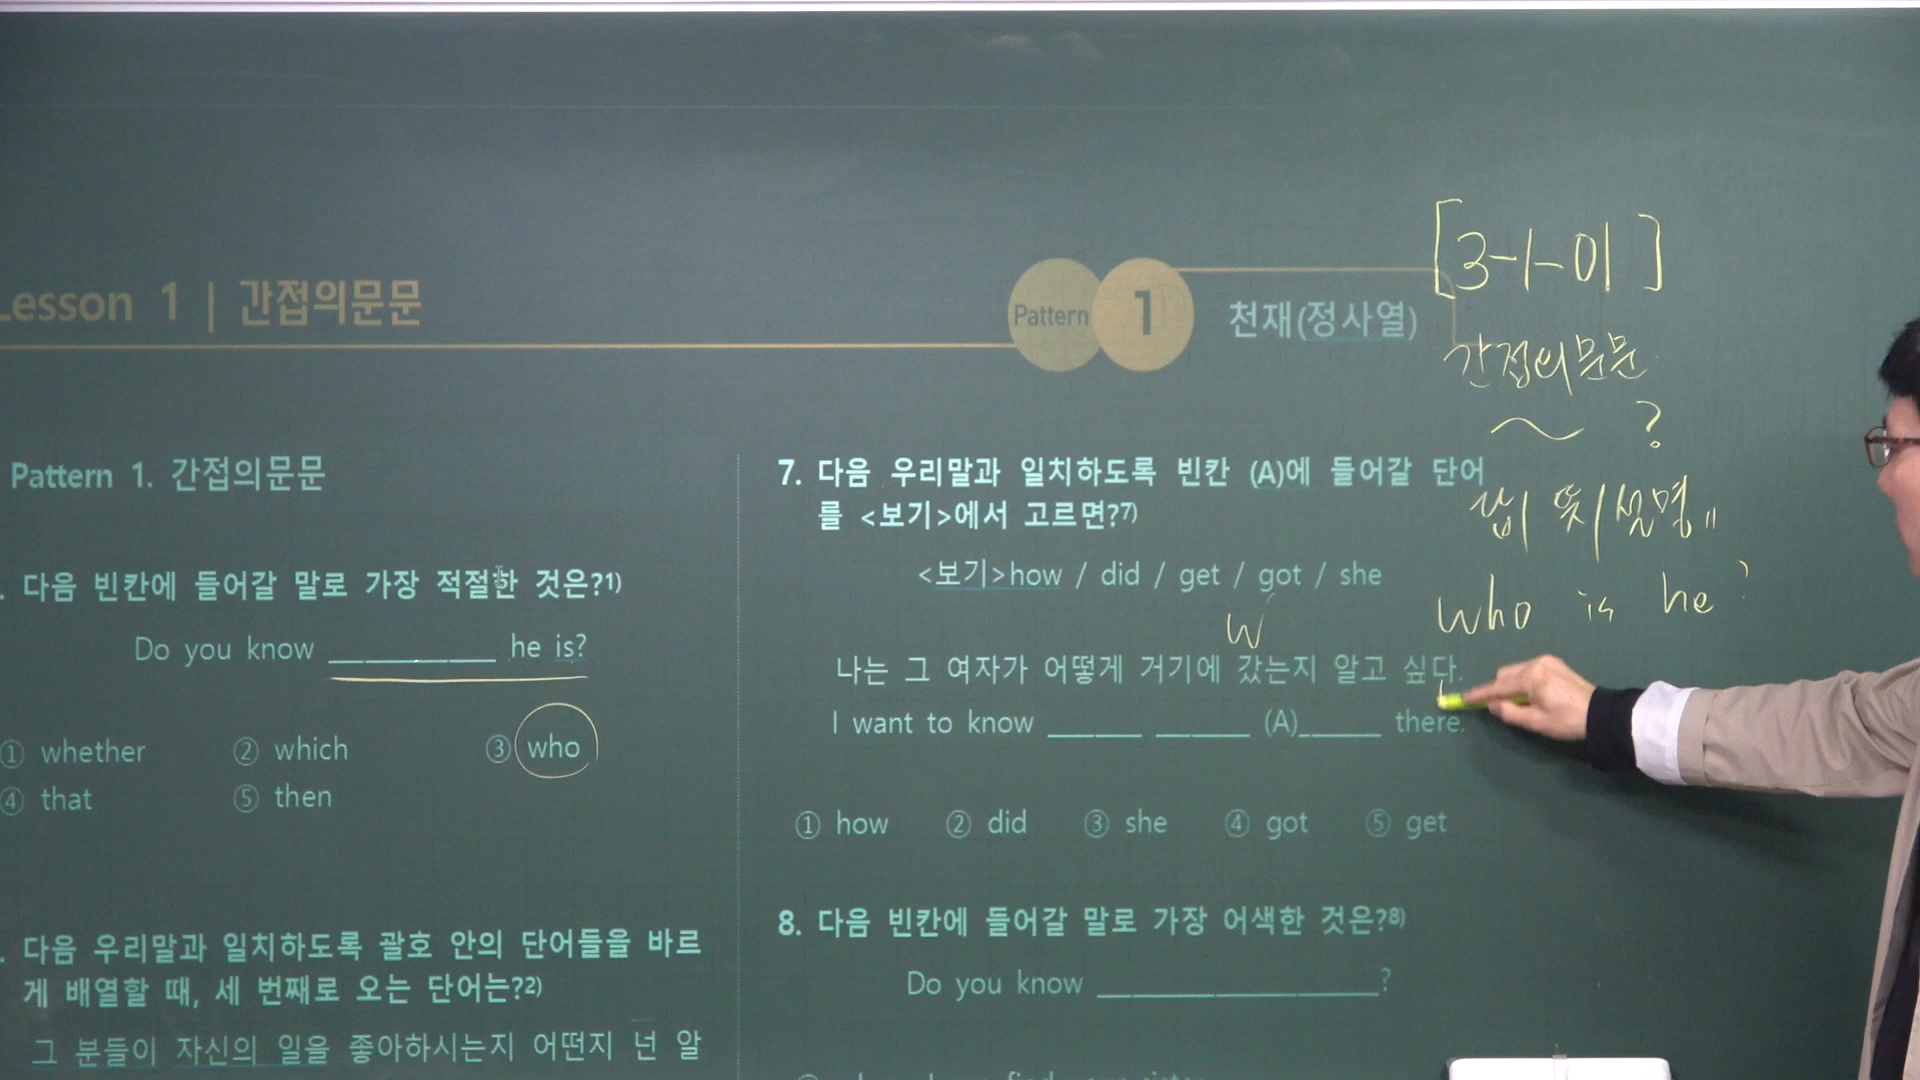 Lesson 1 | 간접의문문
Pattern 1 천재(정사열)
Pattern 1. 간접의문문
. 다음 빈칸에 들어갈 말로 가장 적절한 것은?1)
Do you know __________ he is?
① whether ② which ③ who
④ that ⑤ then
. 다음 우리말과 일치하도록 괄호 안의 단어들을 바르
게 배열할 때, 세 번째로 오는 단어는?2)
그 분들이 자신의 일을 좋아하시는지 어떤지 넌 알
7. 다음 우리말과 일치하도록 빈칸 (A)에 들어갈 단어
를 <보기>에서 고르면?7)
<보기>how / did / get / got / she
W
나는 그 여자가 어떻게 거기에 갔는지 알고 싶다.
I want to know ______ ______ (A)______ there.
① how ② did ③ she ④ got ⑤ get
8. 다음 빈칸에 들어갈 말로 가장 어색한 것은?8)
Do you know __________________?
[3-1-01]
간접의문문
~ ?
답 / 뜻 / 설명
who is he?